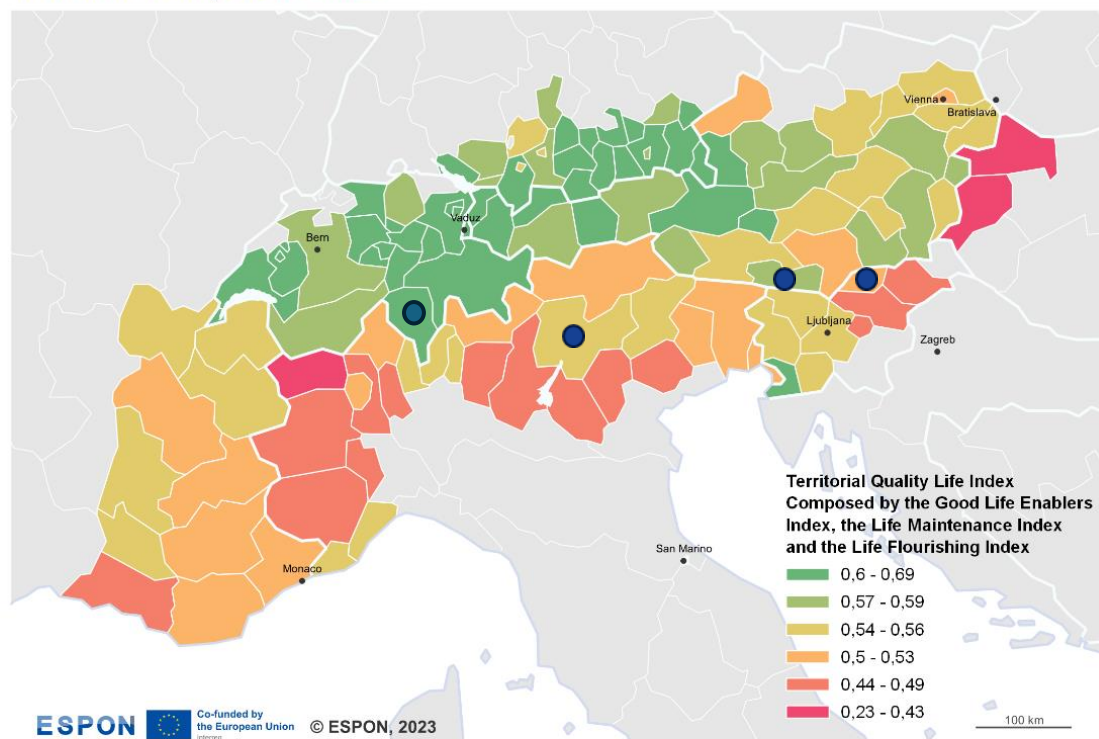 Vienna
Bratislava
Vaduz
Bern
Ljubljana
Zagreb
Territorial Quality Life Index
Composed by the Good Life Enablers
Index, the Life Maintenance Index
and the Life Flourishing Index
San Marino
0,6 - 0,69
Monaco
0,57 - 0,59
0,54 - 0,56
0,5 - 0,53
0,44 - 0,49
0,23 - 0,43
ESPON
Co-funded by
the European Union
Interreg
© ESPON, 2023
100 km